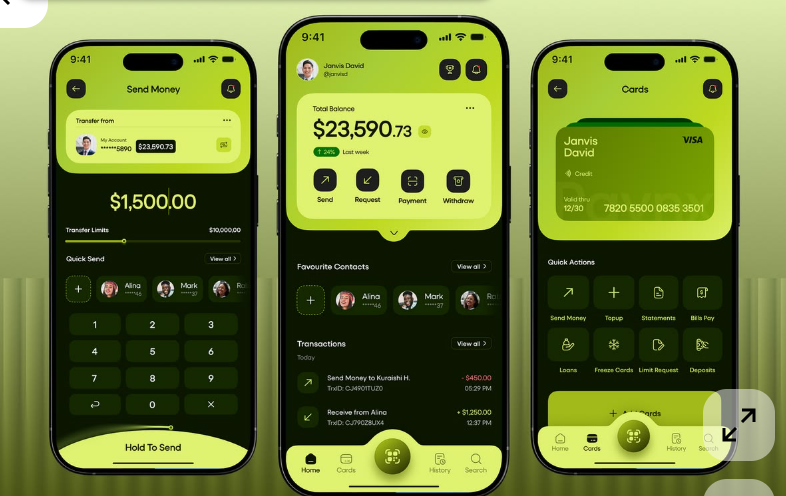 9:41
Send Money
Transfer from
My Account
******5890
$23,590.73
$1,500.00
Transfer Limits
$10,000.00
Quick Send
View all >
+
Alina
Mark
1 2 3
4 5 6
7 8 9
0 ×
Hold To Send
9:41
Janvis David
@janvisd
Total Balance
$23,590.73
↑ 24% Last week
Send Request Payment Withdrow
Favourite Contacts
View all >
+
Alina
Mark
Transactions
View all >
Today
Send Money to Kuraishi H. - $450.00
TrxID: CJ4901TUZ0 05:29 PM
Receive from Alina + $1,250.00
TrxID: CJ790Z8UX4 12:37 PM
Home Cards History Search
9:41
Cards
Janvis
David
VISA
Credit
Valid thru
12/30
7820 5500 0835 3501
Quick Actions
Send Money Topup Statements Bills Pay
Loans Freeze Cards Limit Request Deposits
+ Cards
Home Cards History Search